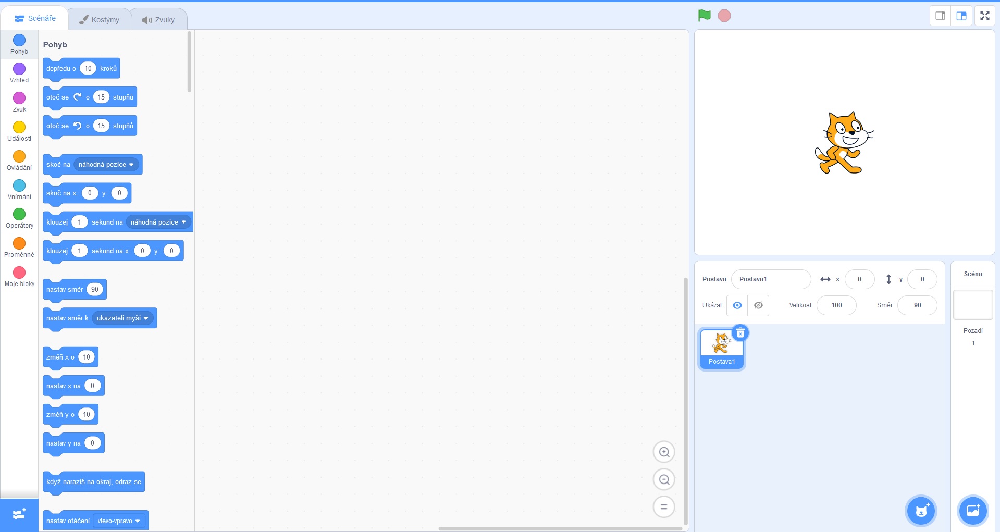 Scénáře
Kostýmy
Zvuky
Pohyb
Vzhled
Zvuk
Události
Ovládání
Vnímání
Operátory
Proměnné
Moje bloky
Pohyb
dopředu o 10 kroků
otoč se o 15 stupňů
otoč se o 15 stupňů
skoč na náhodná pozice
skoč na x: 0 y: 0
klouzej 1 sekund na náhodná pozice
klouzej 1 sekund na x: 0 y: 0
nastav směr 90
nastav směr k ukazateli myši
změň x o 10
nastav x na 0
změň y o 10
nastav y na 0
když narazíš na okraj, odraz se
nastav otáčení vlevo-vpravo
Postava Postava1 x 0 y 0
Ukázat Velikost 100 Směr 90
Postava1
Scéna
Pozadí
1